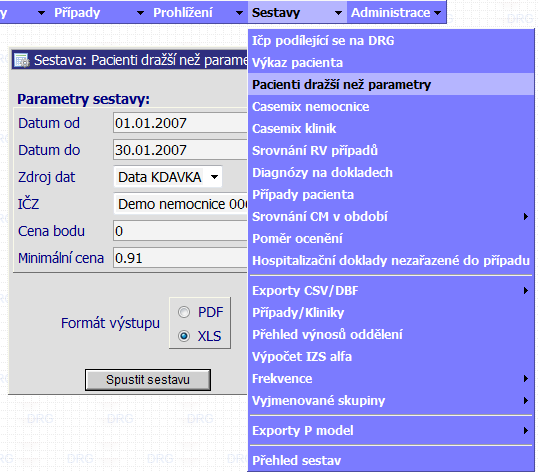 y Případy Prohlížení Sestavy Administrace
Sestava: Pacienti dražší než parame
Parametry sestavy:
Datum od 01.01.2007
Datum do 30.01.2007
Zdroj dat Data KDAVKA
IČZ Demo nemocnice 00
Cena bodu 0
Minimální cena 0.91
Formát výstupu
PDF
XLS
Spustit sestavu
Ičp podílející se na DRG
Výkaz pacienta
Pacienti dražší než parametry
Casemix nemocnice
Casemix klinik
Srovnání RV případů
Diagnózy na dokladech
Případy pacienta
Srovnání CM v období
Poměr ocenění
Hospitalizační doklady nezařazené do případu
Exporty CSV/DBF
Případy/Kliniky
Přehled výnosů oddělení
Výpočet IZS alfa
Frekvence
Vyjmenované skupiny
Exporty P model
Přehled sestav
DRG
DRG
DRG